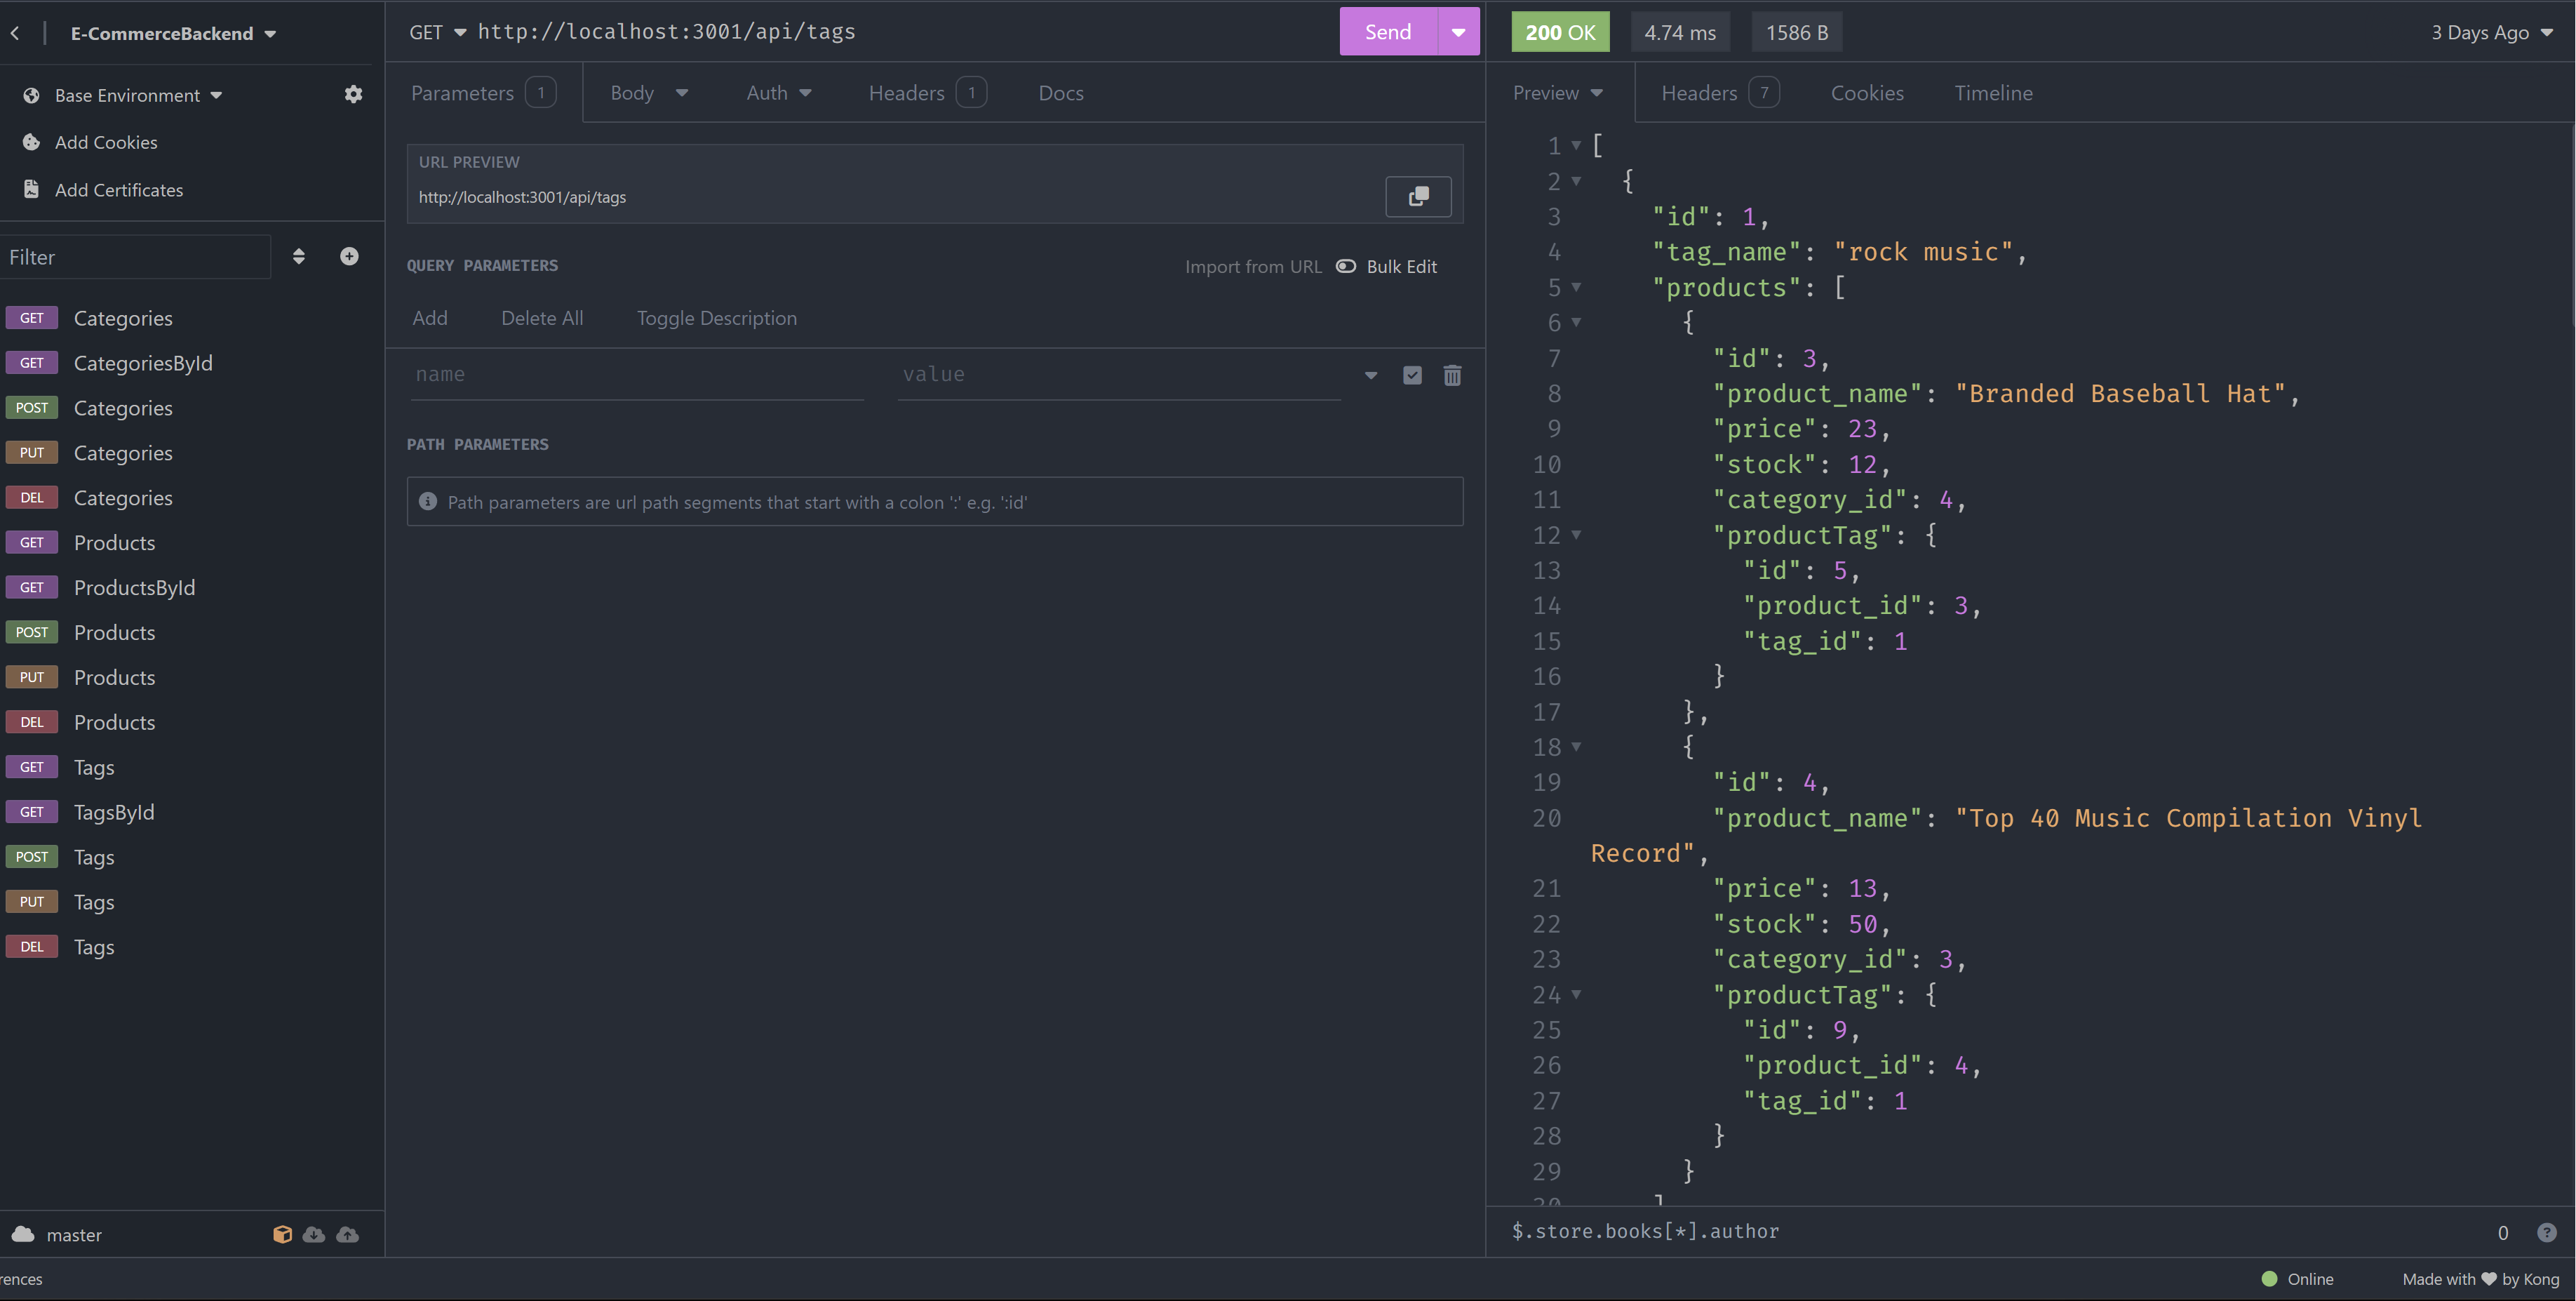 E-CommerceBackend
Base Environment
Add Cookies
Add Certificates
Filter
GET Categories
GET CategoriesById
POST Categories
PUT Categories
DEL Categories
GET Products
GET ProductsById
POST Products
PUT Products
DEL Products
GET Tags
GET TagsById
POST Tags
PUT Tags
DEL Tags
master
GET http://localhost:3001/api/tags Send
Parameters 1 Body Auth Headers 1 Docs
URL PREVIEW
http://localhost:3001/api/tags
QUERY PARAMETERS Import from URL Bulk Edit
Add Delete All Toggle Description
name value
PATH PARAMETERS
Path parameters are url path segments that start with a colon ':' e.g. ':id'
200 OK 4.74 ms 1586 B 3 Days Ago
Preview Headers 7 Cookies Timeline
1 [
2 {
3 "id": 1,
4 "tag_name": "rock music",
5 "products": [
6 {
7 "id": 3,
8 "product_name": "Branded Baseball Hat",
9 "price": 23,
10 "stock": 12,
11 "category_id": 4,
12 "productTag": {
13 "id": 5,
14 "product_id": 3,
15 "tag_id": 1
16 }
17 },
18 {
19 "id": 4,
20 "product_name": "Top 40 Music Compilation Vinyl
Record",
21 "price": 13,
22 "stock": 50,
23 "category_id": 3,
24 "productTag": {
25 "id": 9,
26 "product_id": 4,
27 "tag_id": 1
28 }
29 }
$.store.books[*].author 0
rences Online Made with ❤ by Kong